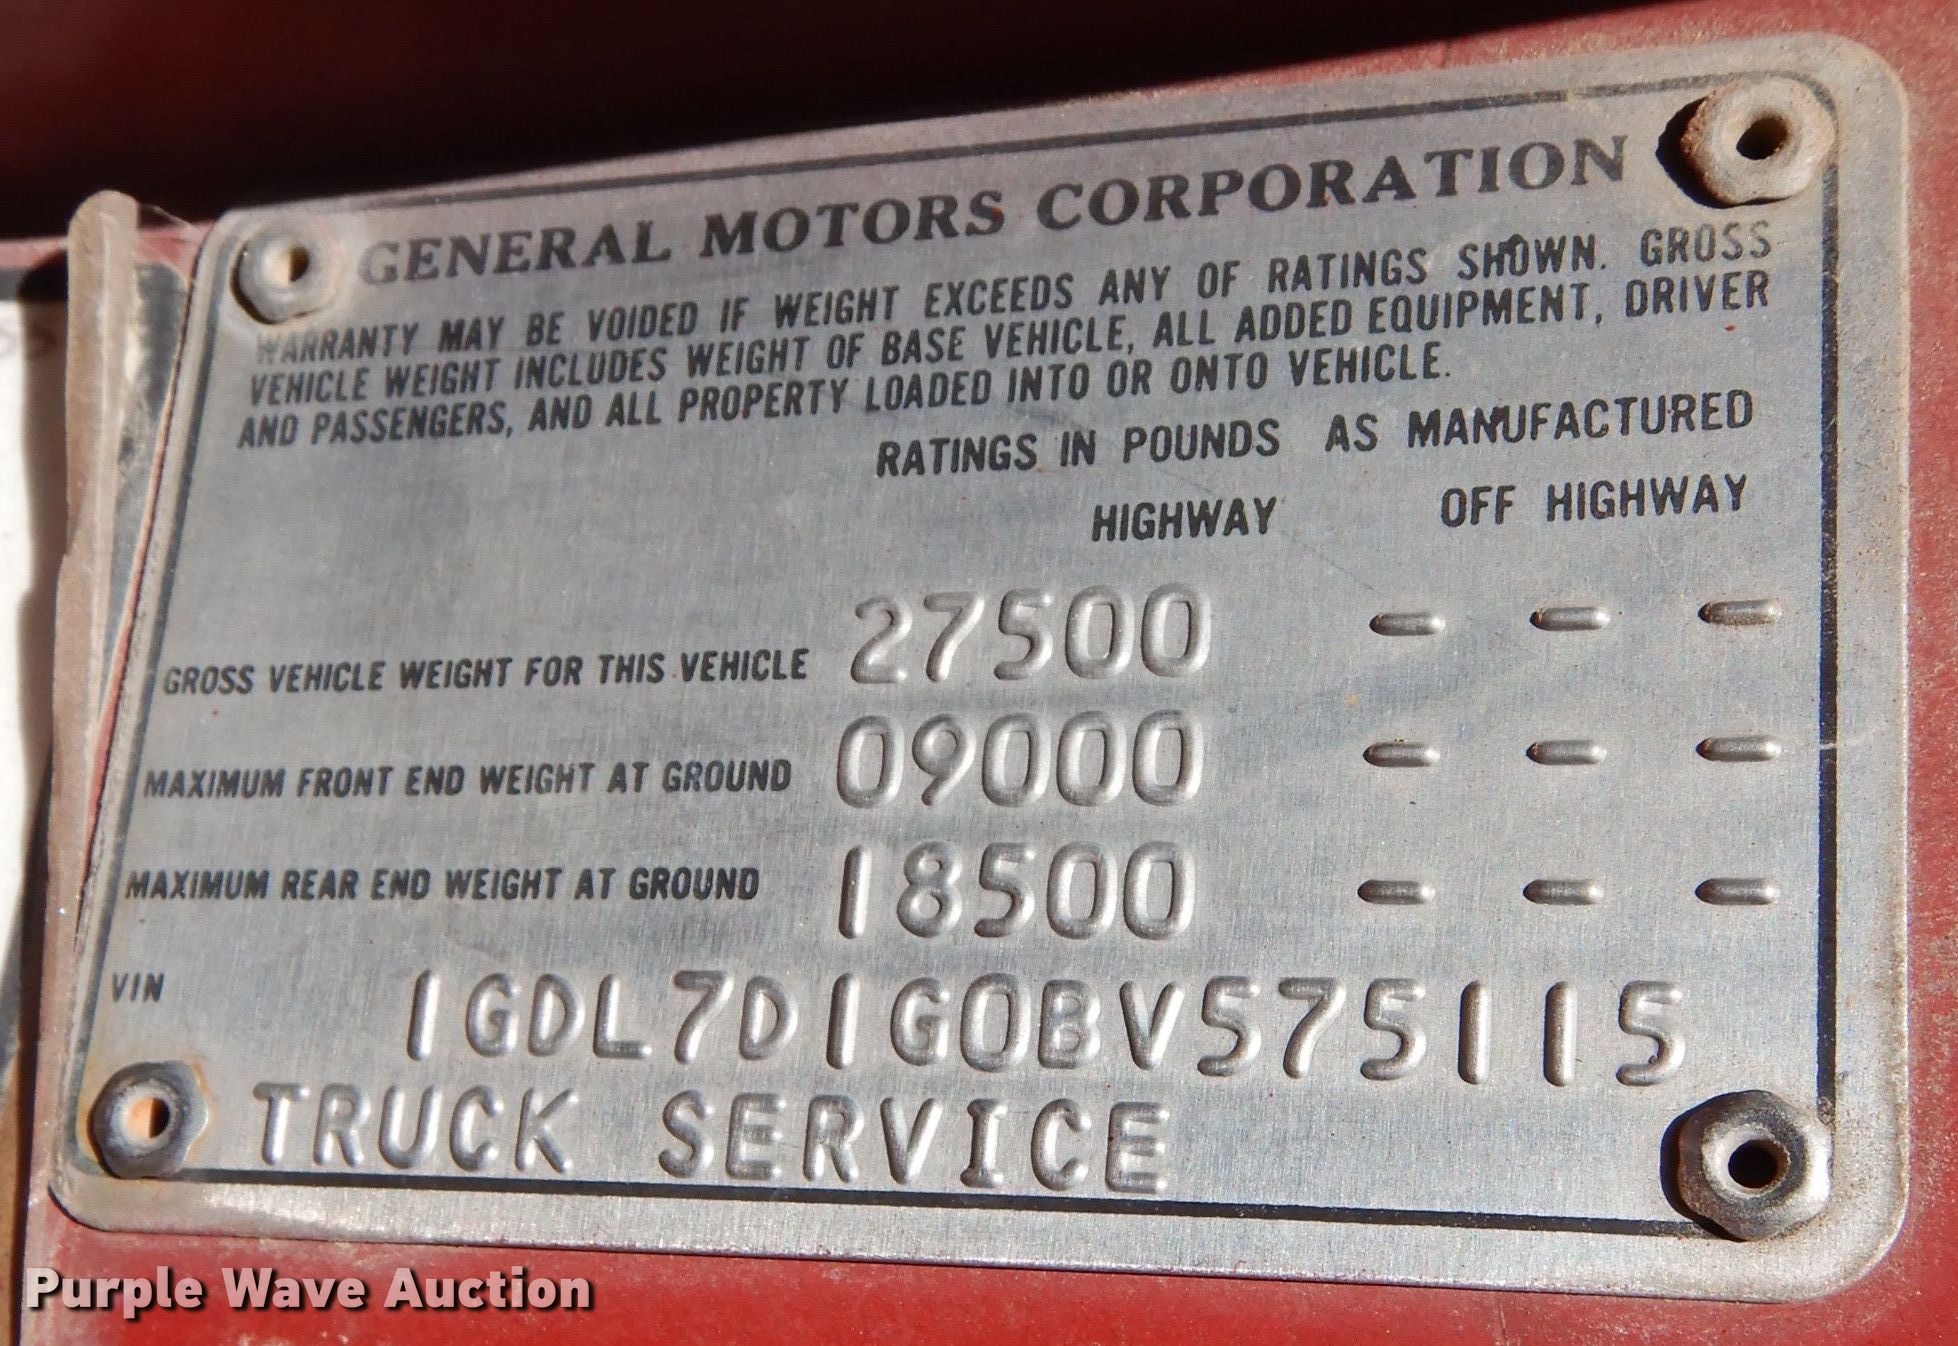 GENERAL MOTORS CORPORATION
WARRANTY MAY BE VOIDED IF WEIGHT EXCEEDS ANY OF RATINGS SHOWN. GROSS
VEHICLE WEIGHT INCLUDES WEIGHT OF BASE VEHICLE, ALL ADDED EQUIPMENT, DRIVER
AND PASSENGERS, AND ALL PROPERTY LOADED INTO OR ONTO VEHICLE.
RATINGS IN POUNDS AS MANUFACTURED
HIGHWAY OFF HIGHWAY
GROSS VEHICLE WEIGHT FOR THIS VEHICLE 27500 - - -
MAXIMUM FRONT END WEIGHT AT GROUND 09000 - - -
MAXIMUM REAR END WEIGHT AT GROUND 18500 - - -
VIN 1GDL7D1G0BV575115
TRUCK SERVICE
Purple Wave Auction